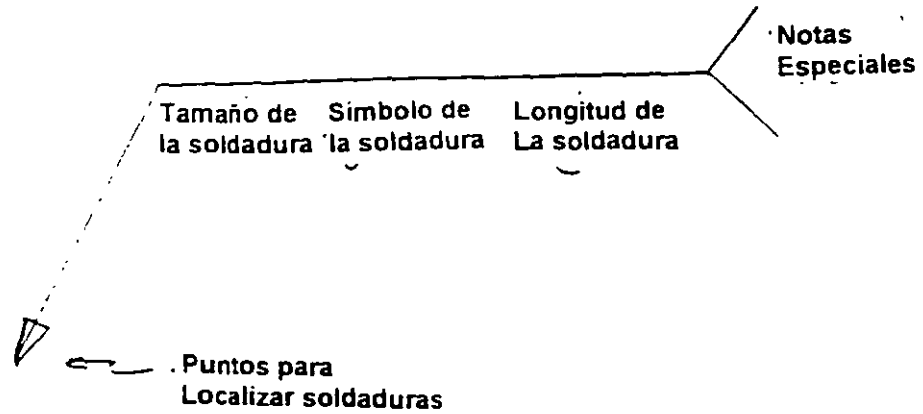 Notas
Especiales
Tamaño de
la soldadura
Símbolo de
la soldadura
Longitud de
La soldadura
Puntos para
Localizar soldaduras